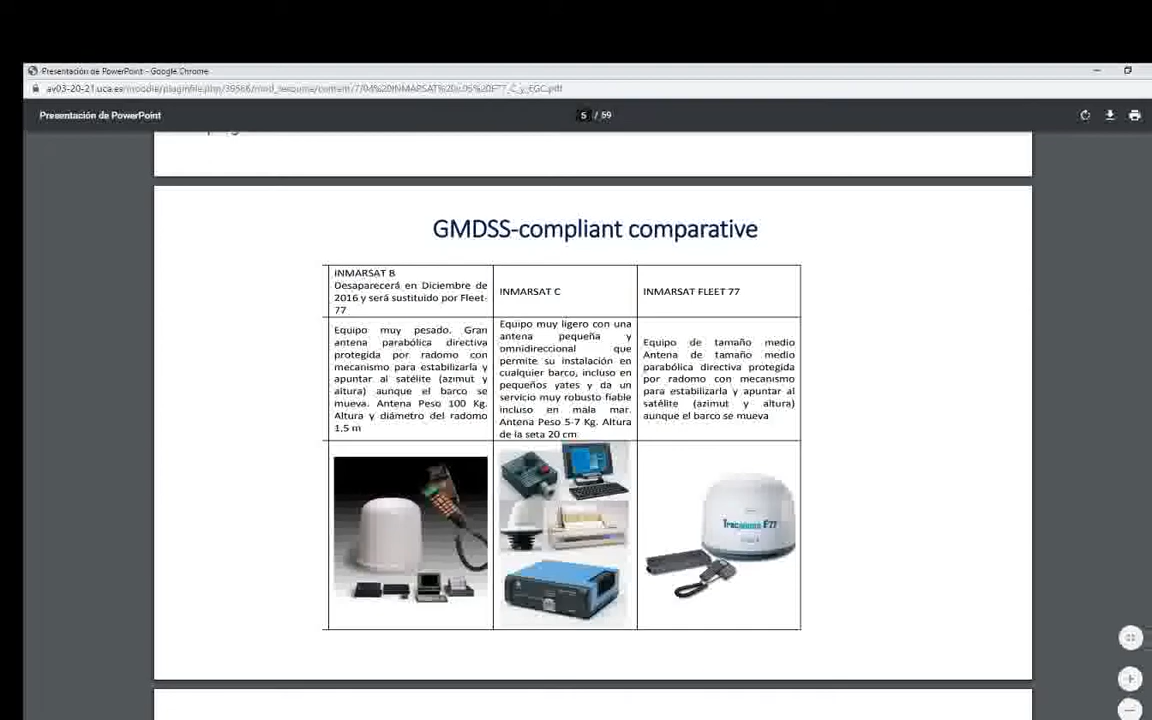 Presentación de PowerPoint - Google Chrome
Presentación de PowerPoint
5 / 59
GMDSS-compliant comparative
INMARSAT B
Desaparecerá en Diciembre de
2016 y será sustituido por Fleet-
77
INMARSAT C
INMARSAT FLEET 77
Equipo muy pesado. Gran
antena parabólica directiva
protegida por radomo con
mecanismo para estabilizarla y
apuntar al satélite (azimut y
altura) aunque el barco se
mueva. Antena Peso 100 Kg.
Altura y diámetro del radomo
1,5 m
Equipo muy ligero con una
antena pequeña y
omnidireccional que
permite su instalación en
cualquier barco, incluso en
pequeños yates y da un
servicio muy robusto fiable
incluso en mala mar.
Antena Peso 5-7 Kg. Altura
de la seta 20 cm
Equipo de tamaño medio
Antena de tamaño medio
parabólica directiva protegida
por radomo con mecanismo
para estabilizarla y apuntar al
satélite (azimut y altura)
aunque el barco se mueva